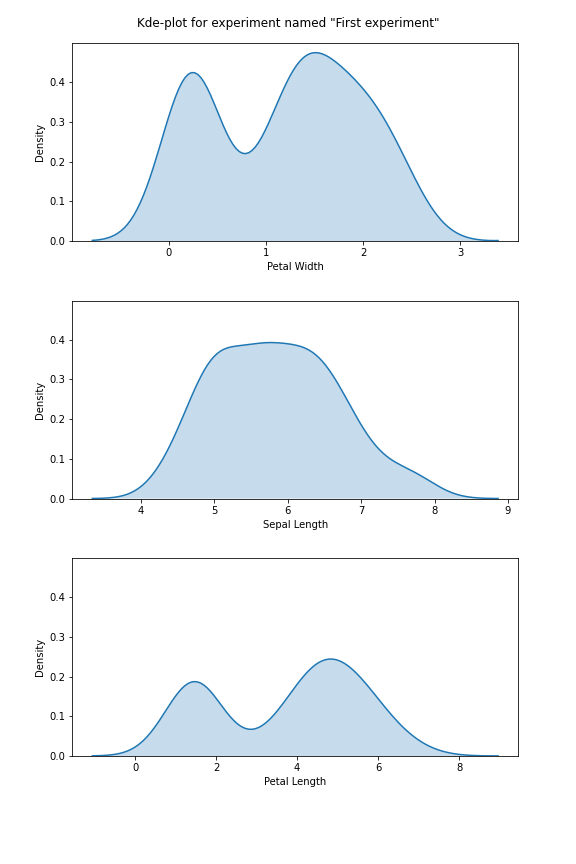 Kde-plot for experiment named "First experiment"
0.4
0.3
0.2
0.1
0.0
Density
0 1 2 3
Petal Width
0.4
0.3
0.2
0.1
0.0
Density
4 5 6 7 8 9
Sepal Length
0.4
0.3
0.2
0.1
0.0
Density
0 2 4 6 8
Petal Length